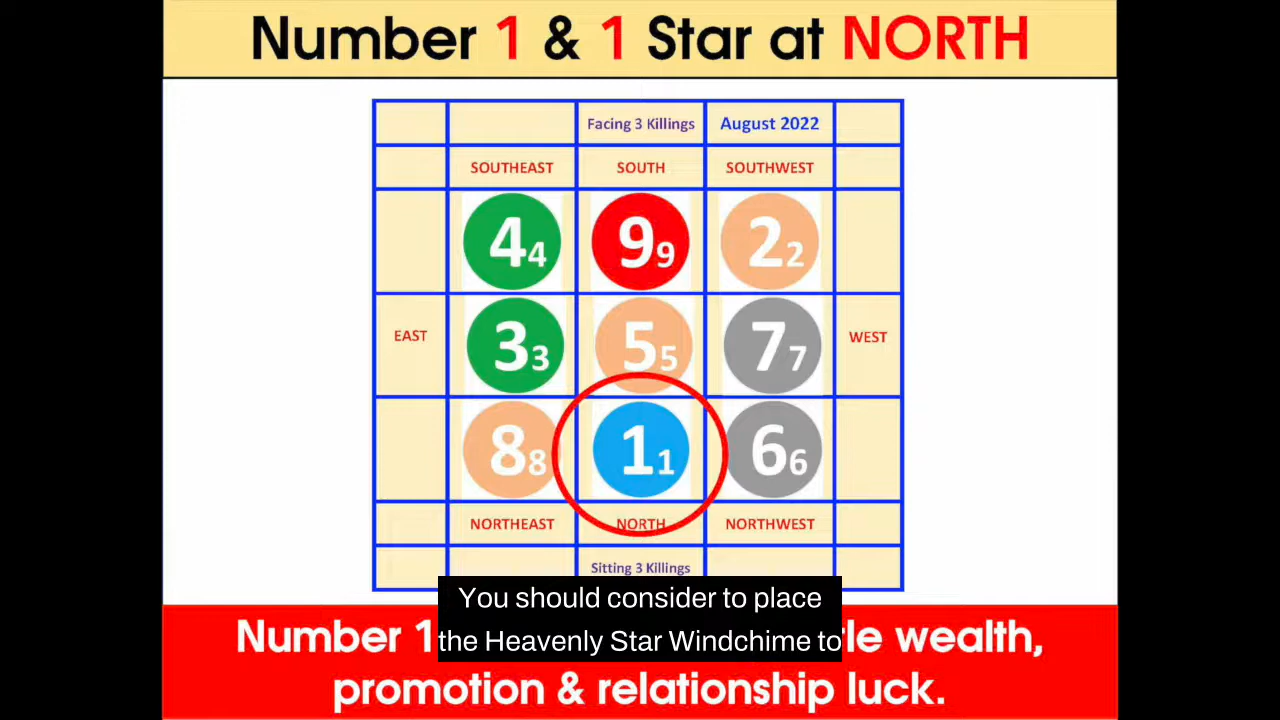 Number 1 & 1 Star at NORTH
Facing 3 Killings August 2022
SOUTHEAST SOUTH SOUTHWEST
44 99 22
EAST 33 55 77 WEST
88 11 66
NORTHEAST NORTH NORTHWEST
Sitting 3 Killings
You should consider to place
the Heavenly Star Windchime to
Number 1 wealth,
promotion & relationship luck.